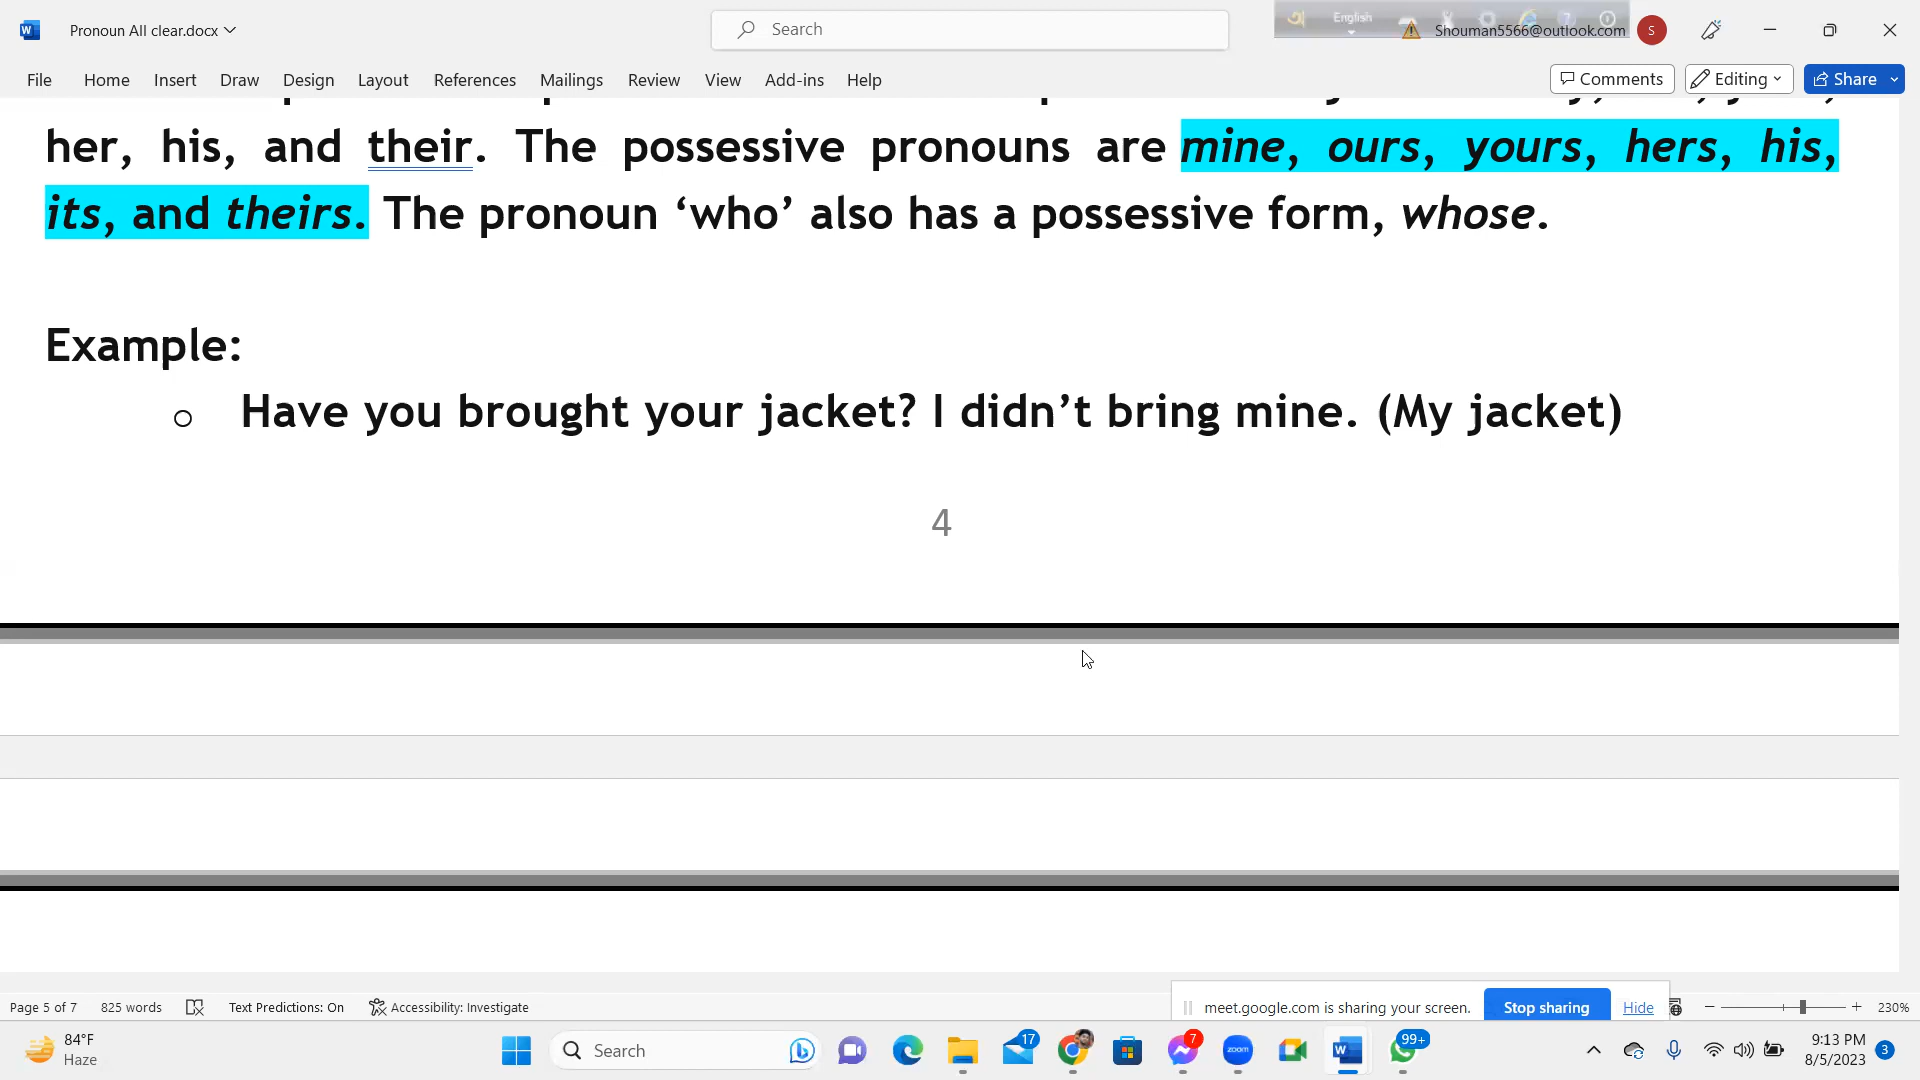 Pronoun All clear.docx
Search
English
Shouman5566@outlook.com
S
File Home Insert Draw Design Layout References Mailings Review View Add-ins Help
Comments Editing Share
her, his, and their. The possessive pronouns are mine, ours, yours, hers, his,
its, and theirs. The pronoun ‘who’ also has a possessive form, whose.
Example:
o Have you brought your jacket? I didn’t bring mine. (My jacket)
4
Page 5 of 7 825 words Text Predictions: On Accessibility: Investigate
meet.google.com is sharing your screen. Stop sharing Hide
230%
84°F
Haze
Search
17
7
zoom
99+
9:13 PM
8/5/2023
3